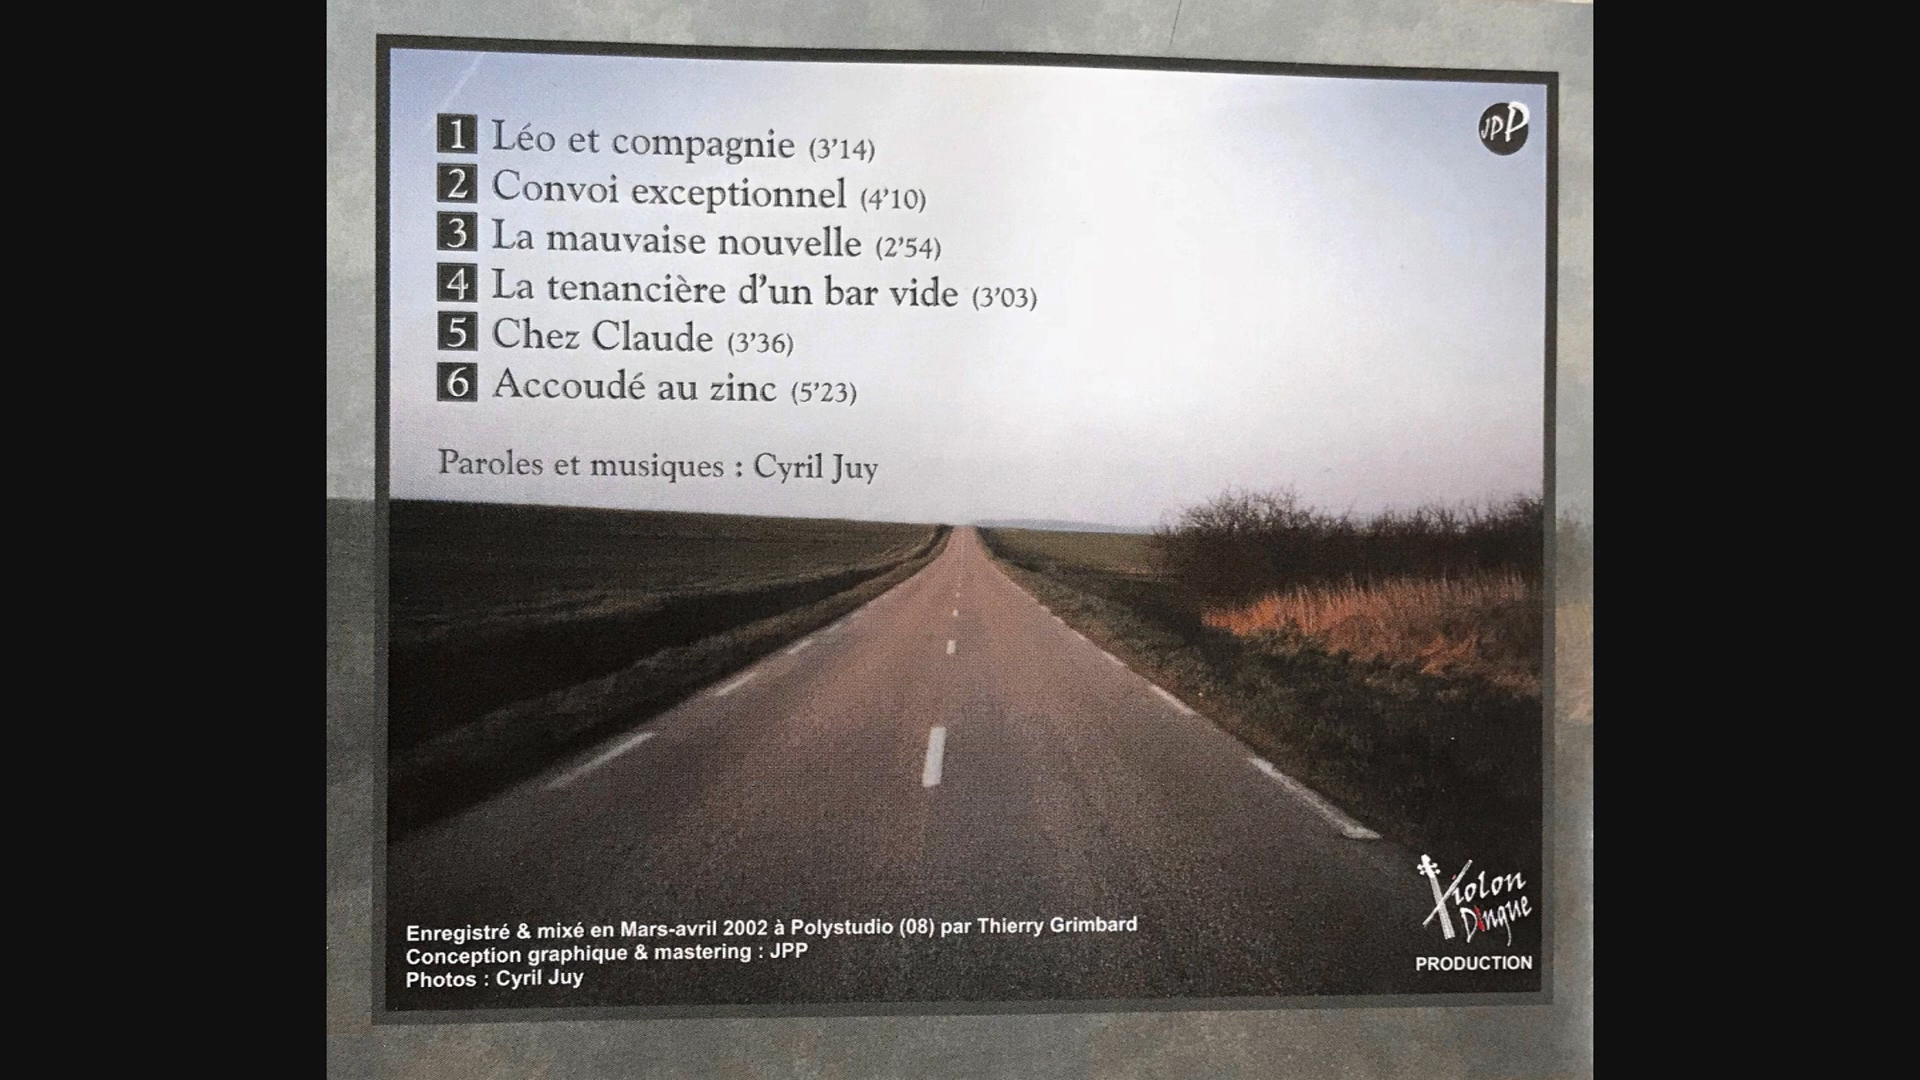 1 Léo et compagnie (3’14)
2 Convoi exceptionnel (4’10)
3 La mauvaise nouvelle (2’54)
4 La tenancière d’un bar vide (3’03)
5 Chez Claude (3’36)
6 Accoudé au zinc (5’23)
Paroles et musiques : Cyril Juy
JPP
Enregistré & mixé en Mars-avril 2002 à Polystudio (08) par Thierry Grimbard
Conception graphique & mastering : JPP
Photos : Cyril Juy
Violon
Dingue
PRODUCTION